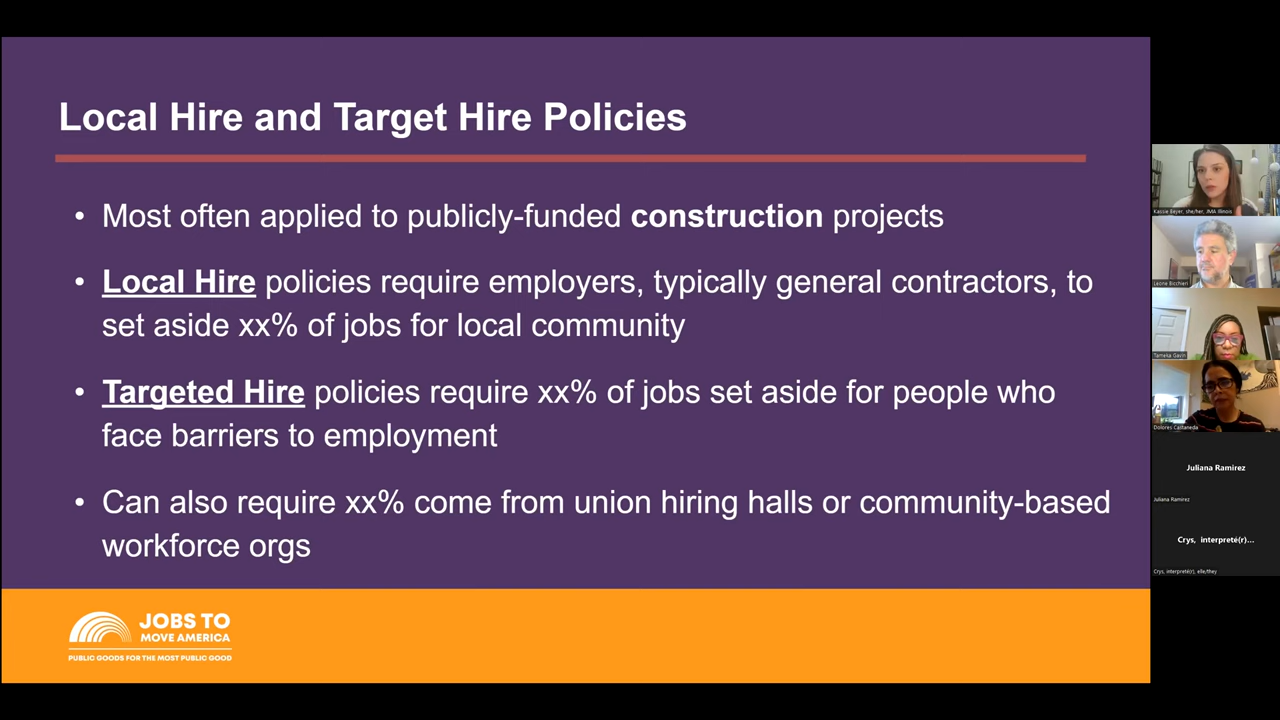 Local Hire and Target Hire Policies
• Most often applied to publicly-funded construction projects
• Local Hire policies require employers, typically general contractors, to
set aside xx% of jobs for local community
• Targeted Hire policies require xx% of jobs set aside for people who
face barriers to employment
• Can also require xx% come from union hiring halls or community-based
workforce orgs
JOBS TO
MOVE AMERICA
PUBLIC GOODS FOR THE MOST PUBLIC GOOD
Kassie Beyer, she/her, JMA Illinois
Leone Bicchieri
Tameka Gavin
Dolores Castaneda
Juliana Ramirez
Juliana Ramirez
Crys, interpreté(r)...
Crys, interpreté(r), elle/they